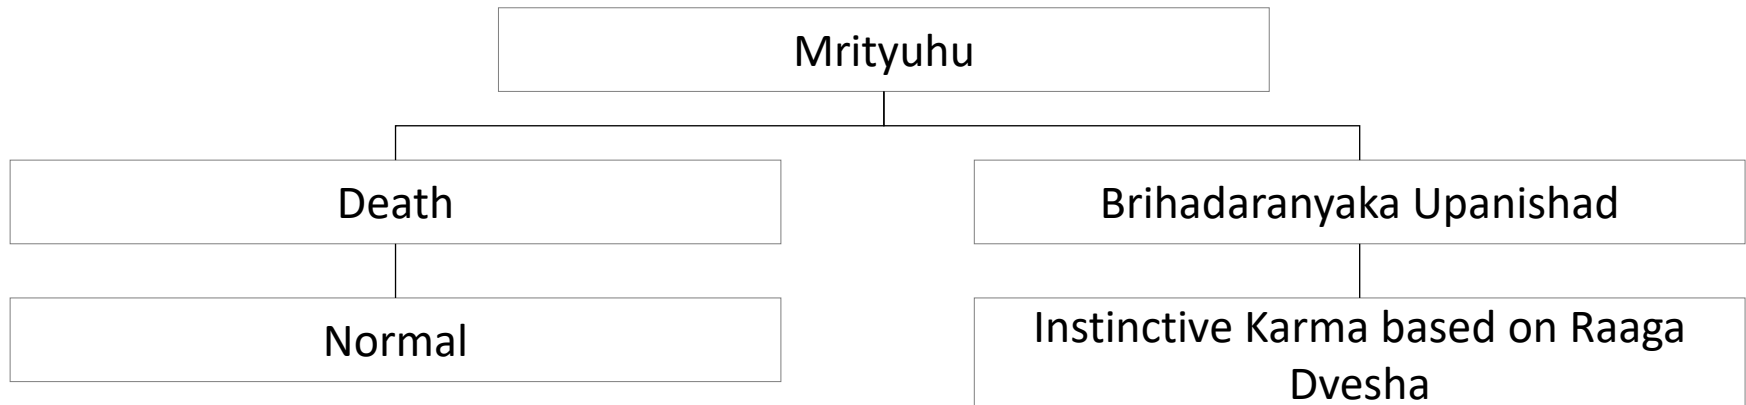 Mrityuhu
Death
Brihadaranyaka Upanishad
Normal
Instinctive Karma based on Raaga
Dvesha